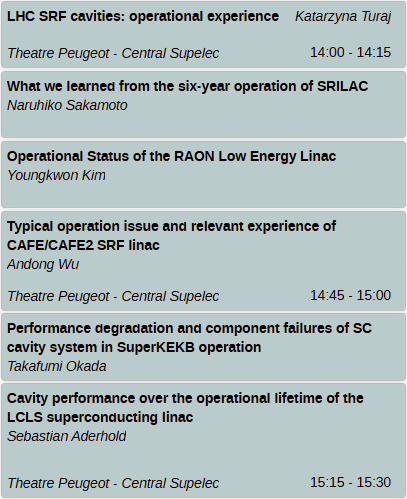 LHC SRF cavities: operational experience Katarzyna Turaj
Theatre Peugeot - Central Supelec 14:00 - 14:15
What we learned from the six-year operation of SRILAC
Naruhiko Sakamoto
Operational Status of the RAON Low Energy Linac
Youngkwon Kim
Typical operation issue and relevant experience of
CAFE/CAFE2 SRF linac
Andong Wu
Theatre Peugeot - Central Supelec 14:45 - 15:00
Performance degradation and component failures of SC
cavity system in SuperKEKB operation
Takafumi Okada
Cavity performance over the operational lifetime of the
LCLS superconducting linac
Sebastian Aderhold
Theatre Peugeot - Central Supelec 15:15 - 15:30